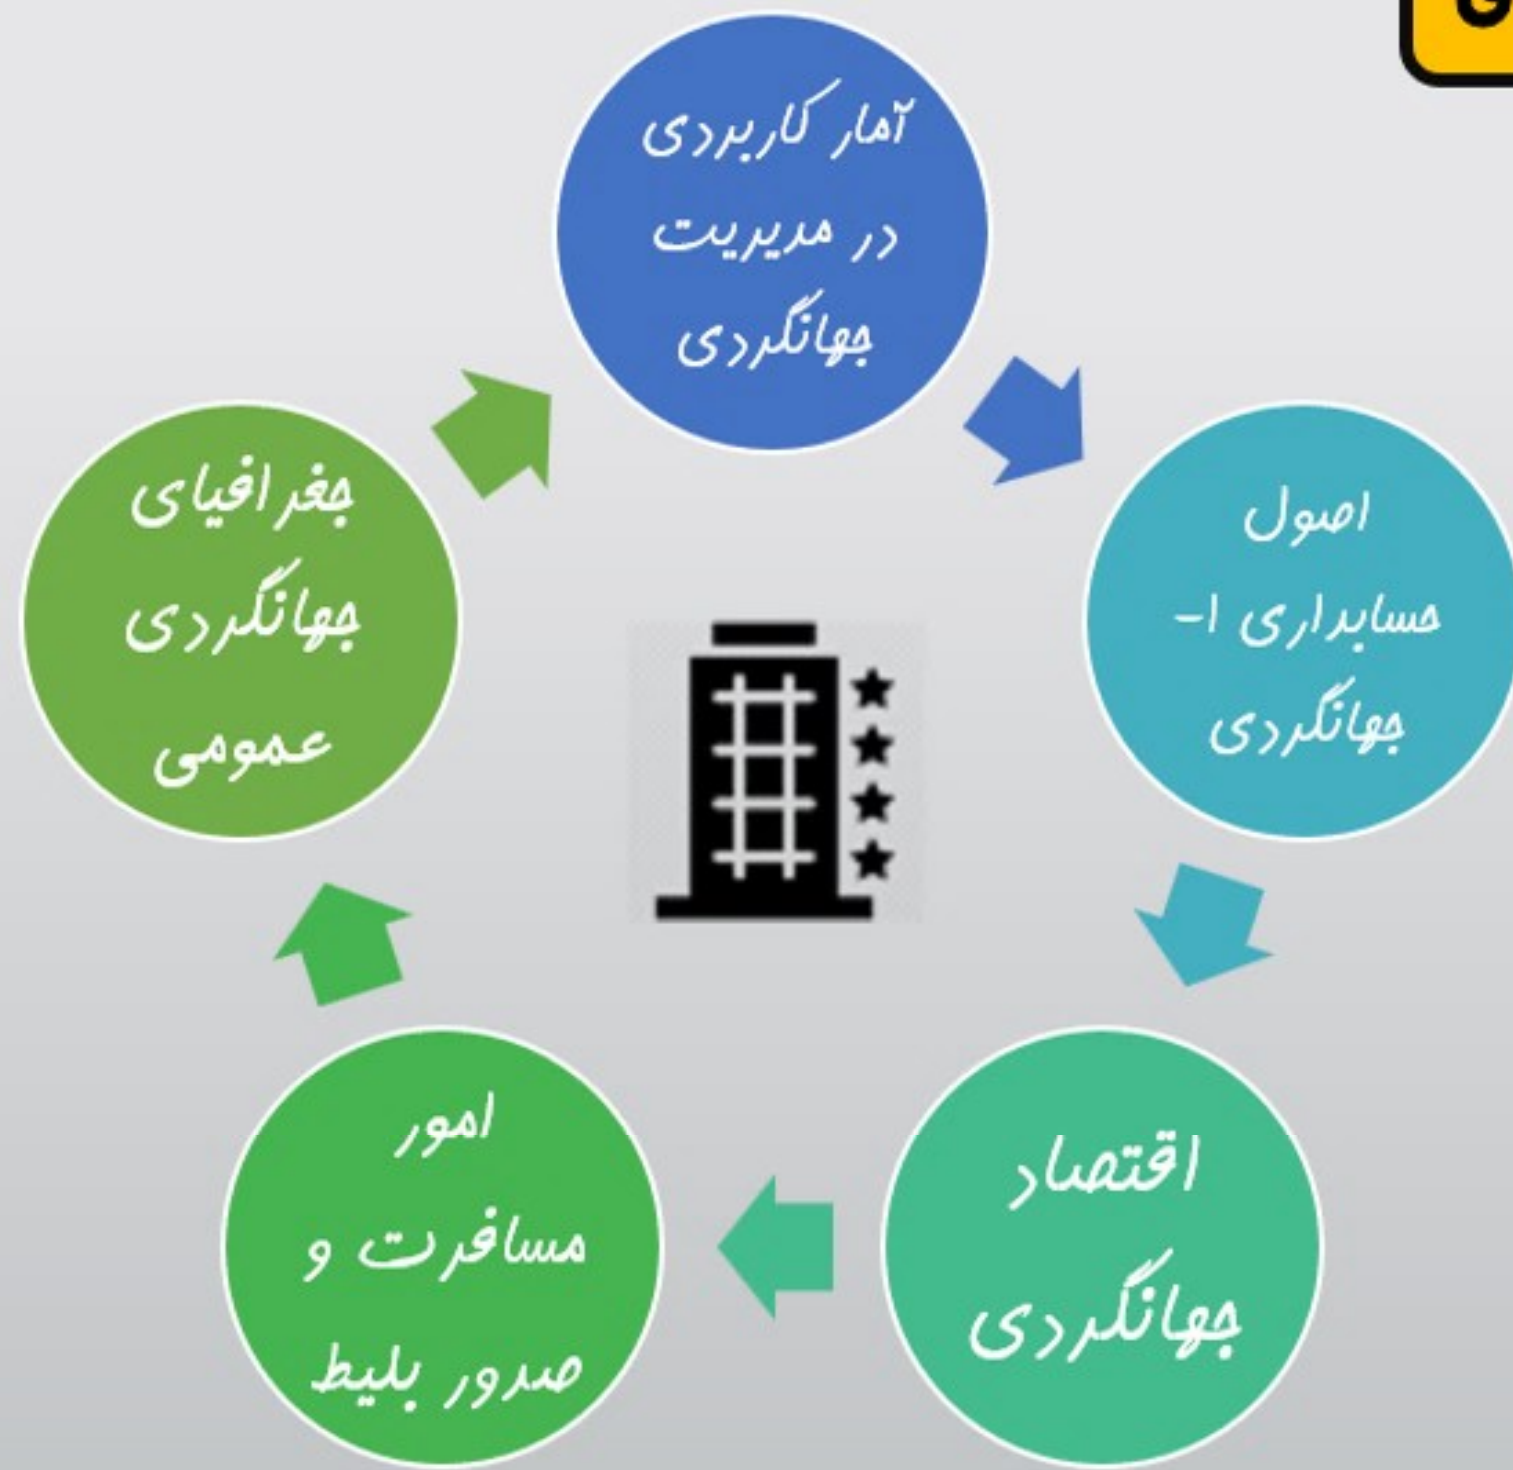 آمار کاربردی
در مدیریت
جهانگردی
اصول
حسابداری ۱-
جهانگردی
اقتصاد
جهانگردی
امور
مسافرت و
صدور بلیط
جغرافیای
جهانگردی
عمومی